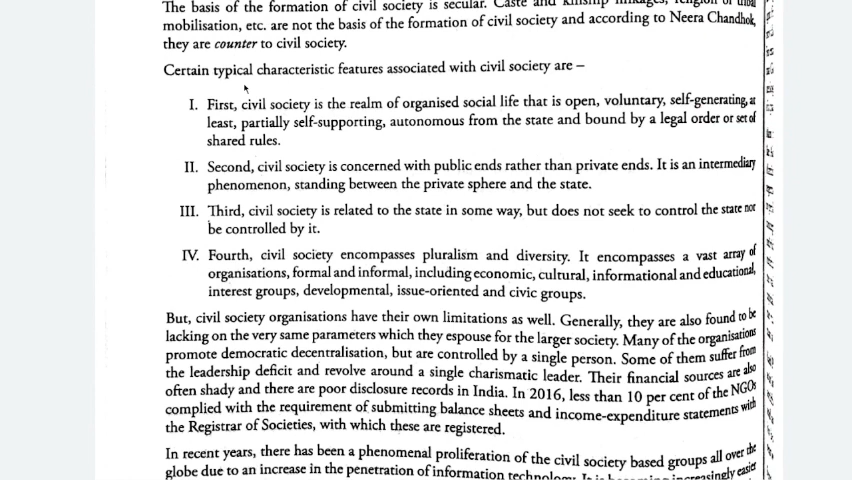 The basis of the formation of civil society is secular. Caste and kinship linkages, religion or tribal
mobilisation, etc. are not the basis of the formation of civil society and according to Neera Chandhok,
they are counter to civil society.
Certain typical characteristic features associated with civil society are –
I. First, civil society is the realm of organised social life that is open, voluntary, self-generating, at
least, partially self-supporting, autonomous from the state and bound by a legal order or set of
shared rules.
II. Second, civil society is concerned with public ends rather than private ends. It is an intermediary
phenomenon, standing between the private sphere and the state.
III. Third, civil society is related to the state in some way, but does not seek to control the state nor
be controlled by it.
IV. Fourth, civil society encompasses pluralism and diversity. It encompasses a vast array of
organisations, formal and informal, including economic, cultural, informational and educational,
interest groups, developmental, issue-oriented and civic groups.
But, civil society organisations have their own limitations as well. Generally, they are also found to be
lacking on the very same parameters which they espouse for the larger society. Many of the organisations
promote democratic decentralisation, but are controlled by a single person. Some of them suffer from
the leadership deficit and revolve around a single charismatic leader. Their financial sources are also
often shady and there are poor disclosure records in India. In 2016, less than 10 per cent of the NGOs
complied with the requirement of submitting balance sheets and income-expenditure statements with
the Registrar of Societies, with which these are registered.
In recent years, there has been a phenomenal proliferation of the civil society based groups all over the
globe due to an increase in the penetration of information technology. It is becoming increasingly easier